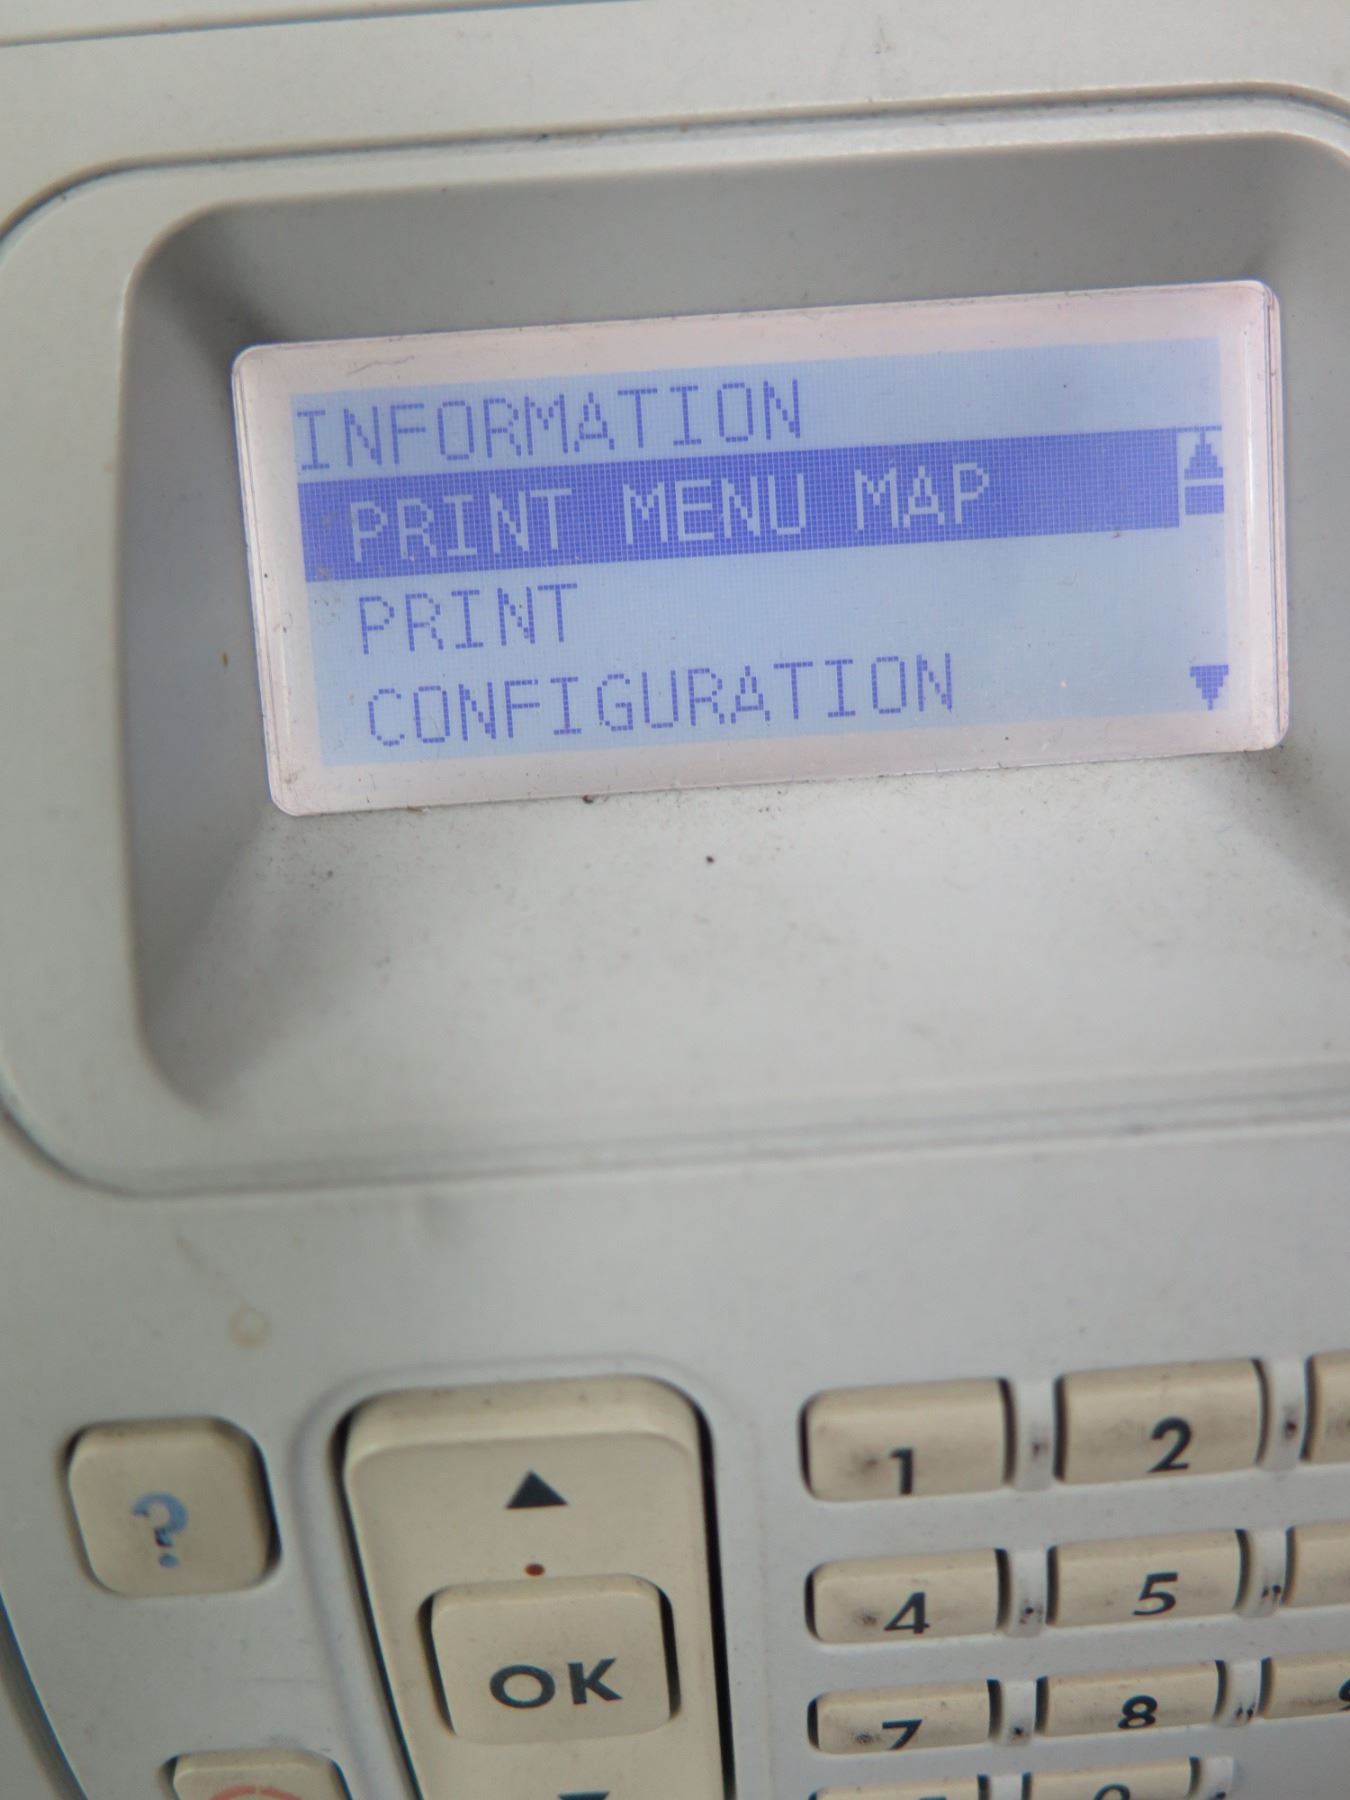 INFORMATION
PRINT MENU MAP
PRINT
CONFIGURATION
?
OK
1
2
4
5
7
8